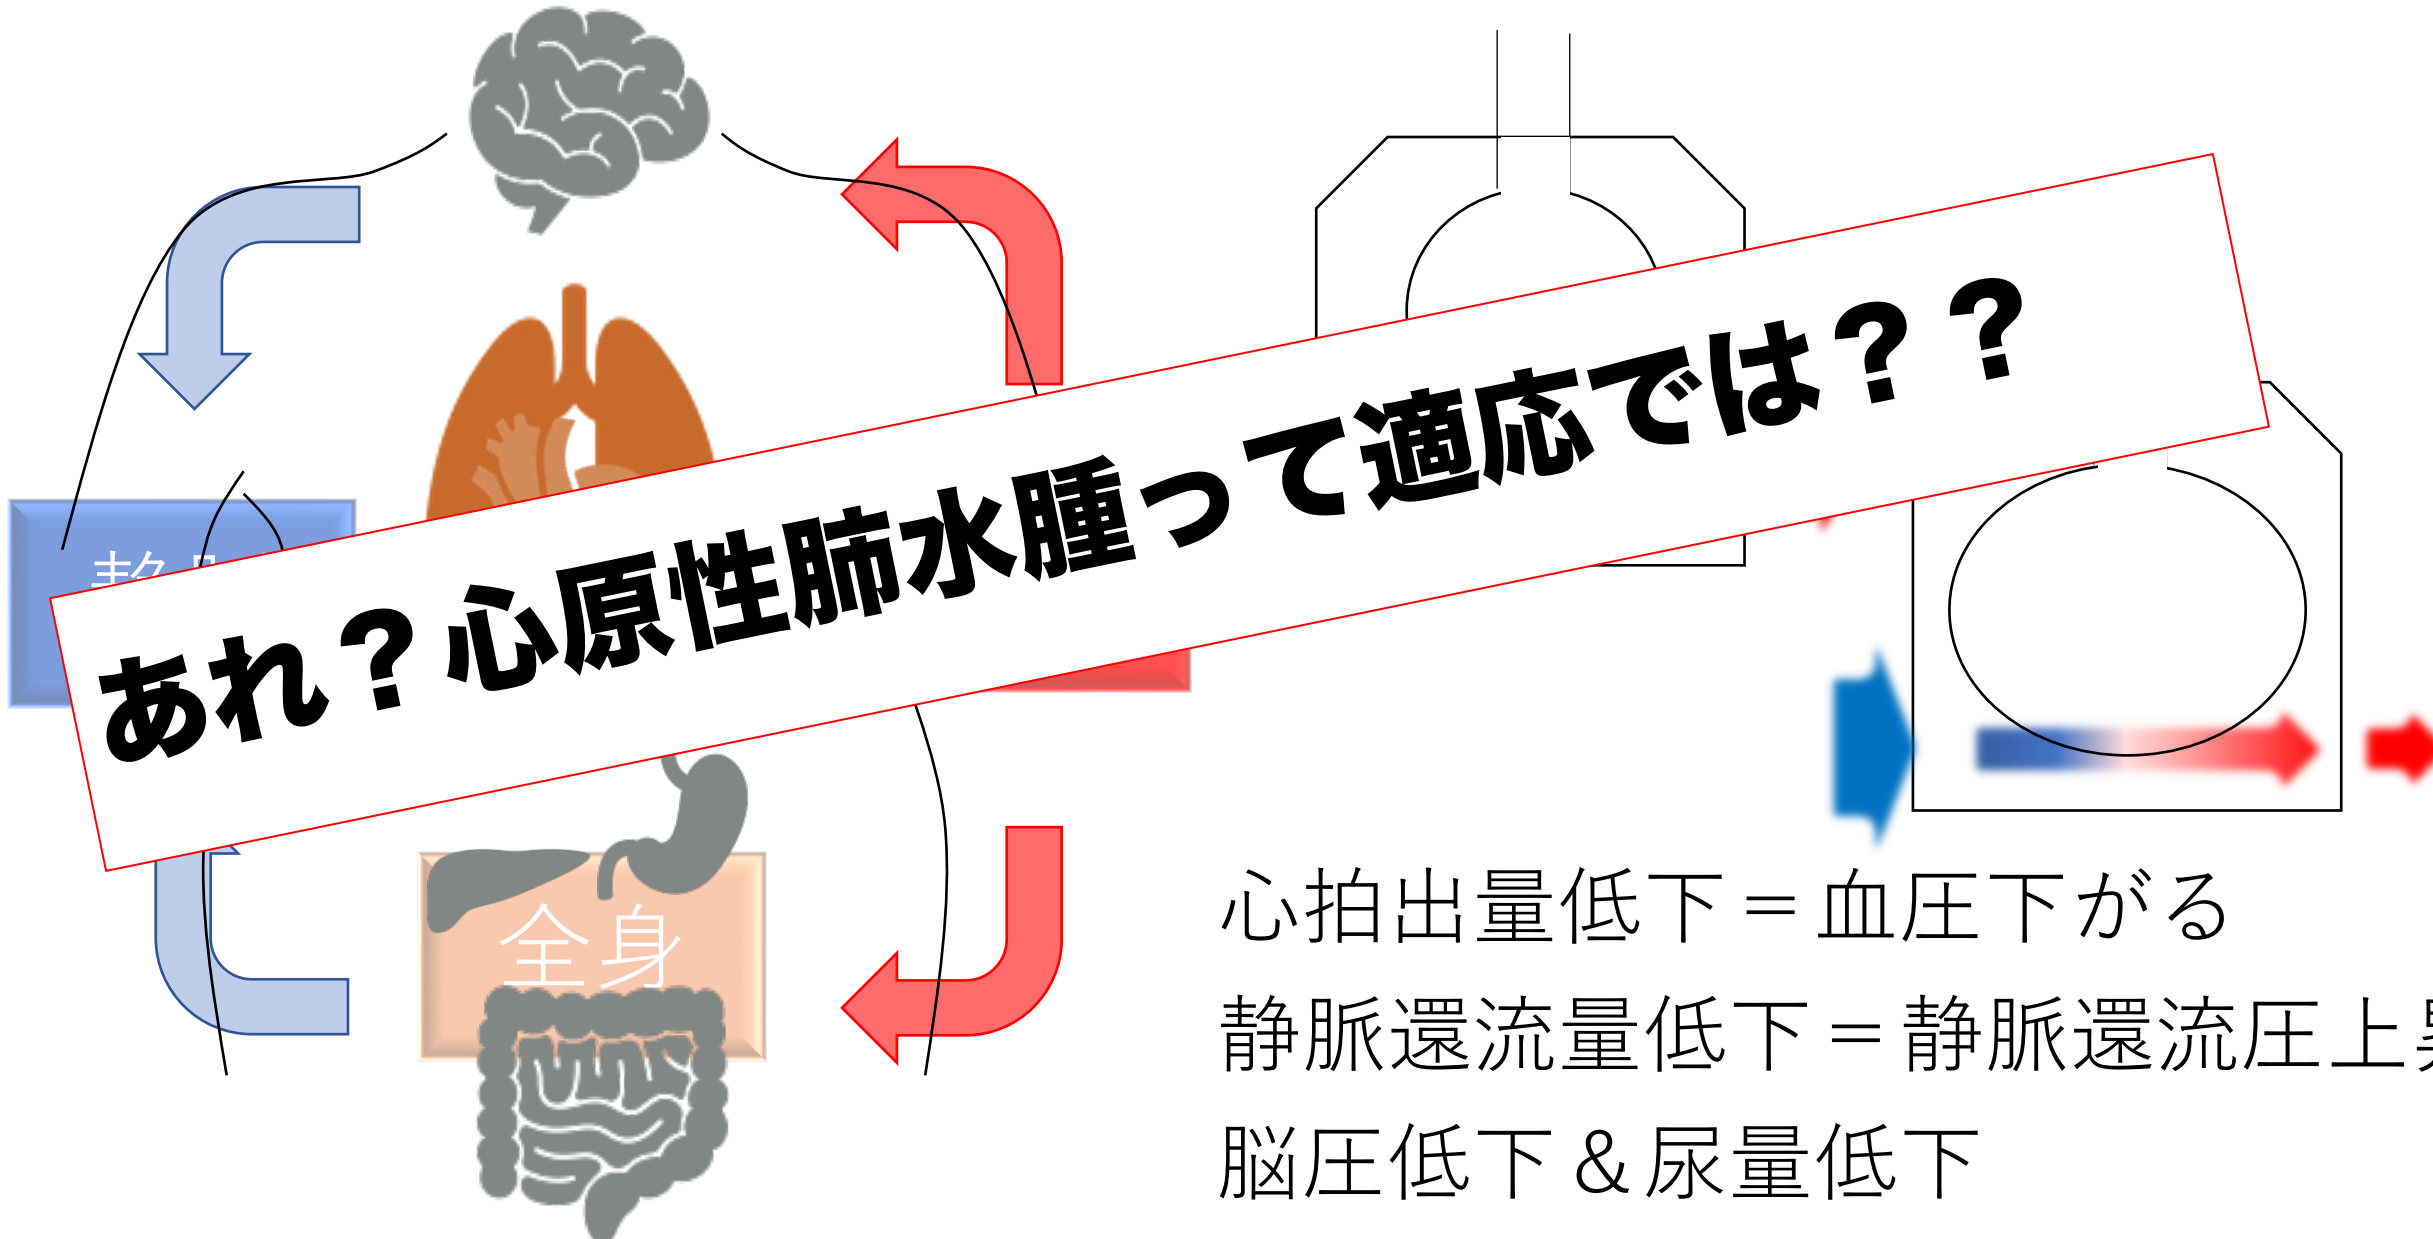 あれ？心原性肺水腫って適応では？？
全身
心拍出量低下＝血圧下がる
静脈還流量低下＝静脈還流圧上
脳圧低下＆尿量低下